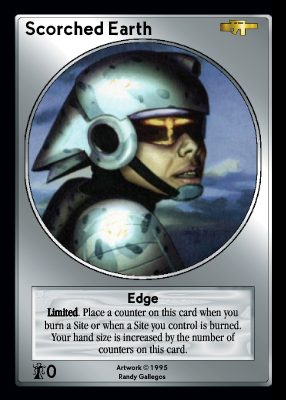 Scorched Earth
Edge
Limited. Place a counter on this card when you
burn a Site or when a Site you control is burned.
Your hand size is increased by the number of
counters on this card.
0
Artwork © 1995
Randy Gallegos